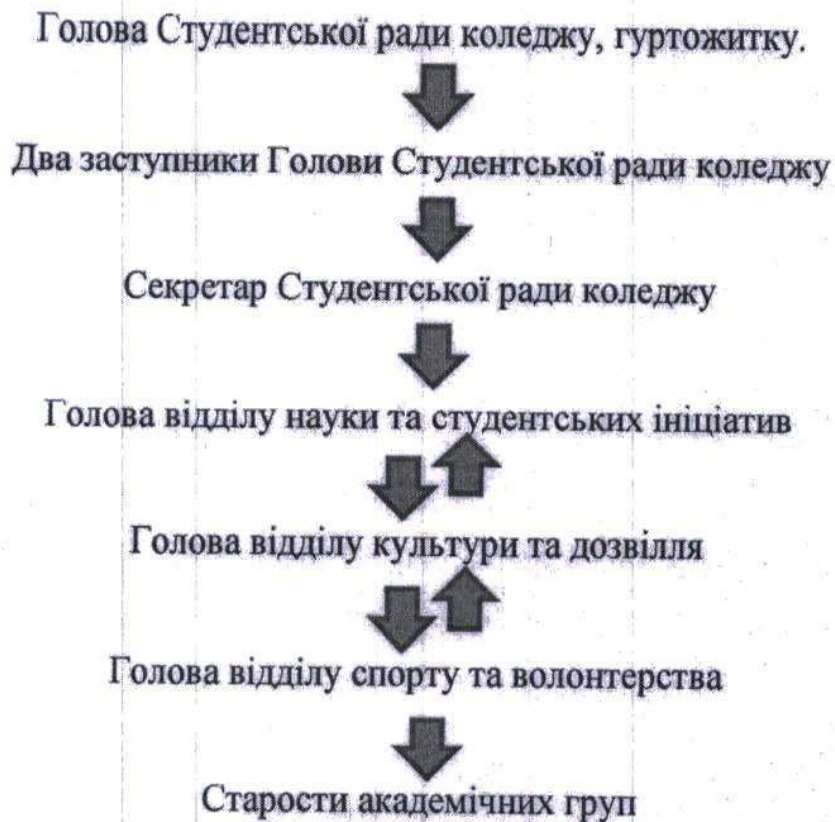 Голова Студентської ради коледжу, гуртожитку.
Два заступники Голови Студентської ради коледжу
Секретар Студентської ради коледжу
Голова відділу науки та студентських ініціатив
Голова відділу культури та дозвілля
Голова відділу спорту та волонтерства
Старости академічних груп